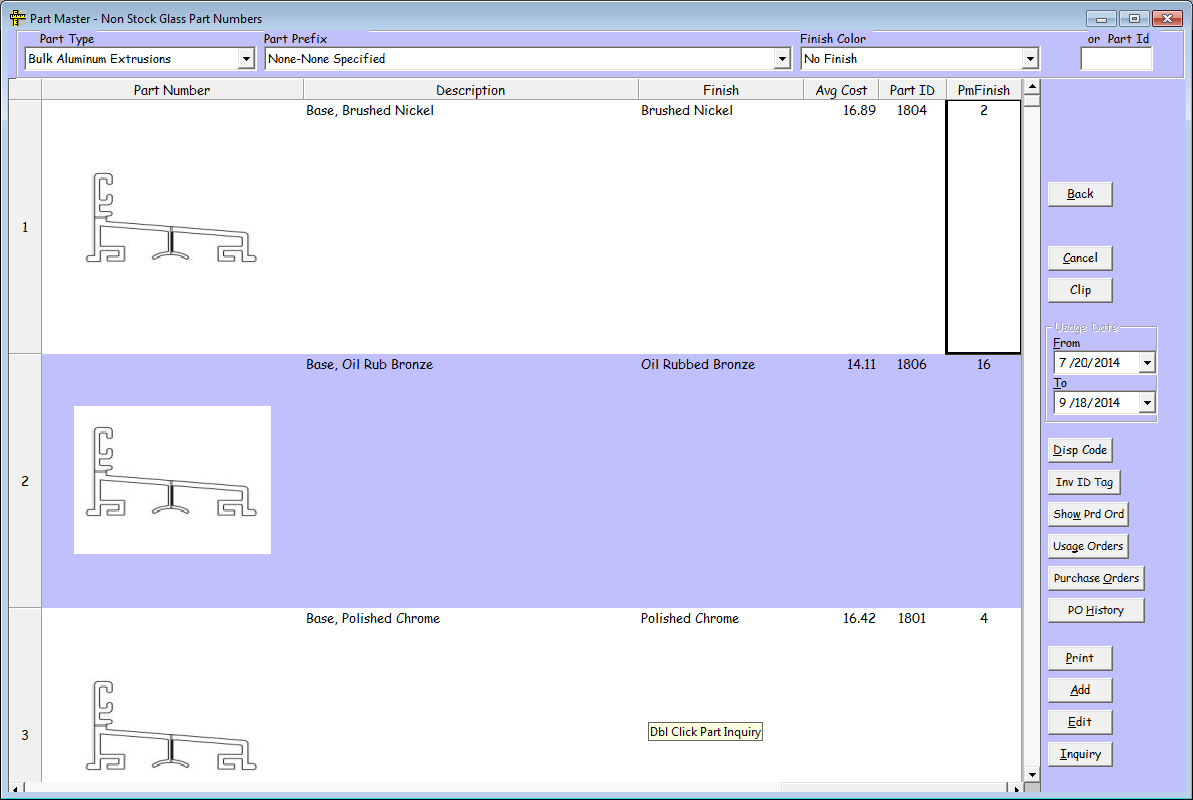 Part Master - Non Stock Glass Part Numbers
Part Type Part Prefix Finish Color or Part Id
Bulk Aluminum Extrusions None-None Specified No Finish
Part Number Description Finish Avg Cost Part ID PmFinish
1 Base, Brushed Nickel Brushed Nickel 16.89 1804 2
2 Base, Oil Rub Bronze Oil Rubbed Bronze 14.11 1806 16
3 Base, Polished Chrome Polished Chrome 16.42 1801 4
Dbl Click Part Inquiry
Back
Cancel
Clip
Usage Date
From
7 /20/2014
To
9 /18/2014
Disp Code
Inv ID Tag
Show Prd Ord
Usage Orders
Purchase Orders
PO History
Print
Add
Edit
Inquiry